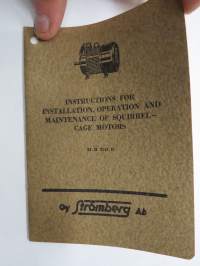 INSTRUCTIONS FOR
INSTALLATION, OPERATION AND
MAINTENANCE OF SQUIRREL-
CAGE MOTORS
Oy Strömberg Ab